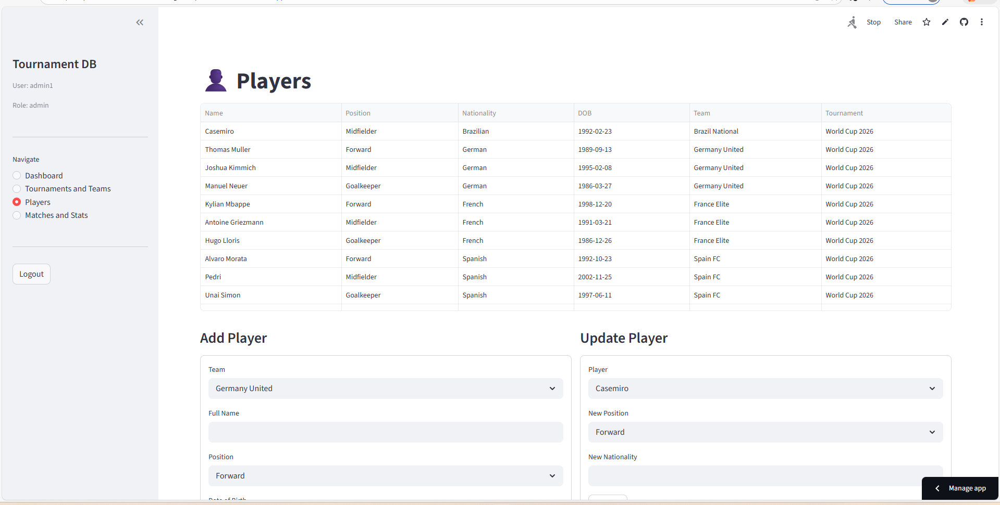 Stop Share
Tournament DB
User: admin1
Role: admin
Navigate
Dashboard
Tournaments and Teams
Players
Matches and Stats
Logout
Players
Name Position Nationality DOB Team Tournament
Casemiro Midfielder Brazilian 1992-02-23 Brazil National World Cup 2026
Thomas Muller Forward German 1989-09-13 Germany United World Cup 2026
Joshua Kimmich Midfielder German 1995-02-08 Germany United World Cup 2026
Manuel Neuer Goalkeeper German 1986-03-27 Germany United World Cup 2026
Kylian Mbappe Forward French 1998-12-20 France Elite World Cup 2026
Antoine Griezmann Midfielder French 1991-03-21 France Elite World Cup 2026
Hugo Lloris Goalkeeper French 1986-12-26 France Elite World Cup 2026
Alvaro Morata Forward Spanish 1992-10-23 Spain FC World Cup 2026
Pedri Midfielder Spanish 2002-11-25 Spain FC World Cup 2026
Unai Simon Goalkeeper Spanish 1997-06-11 Spain FC World Cup 2026
Add Player
Team
Germany United
Full Name
Position
Forward
Date of Birth
Update Player
Player
Casemiro
New Position
Forward
New Nationality
Manage app